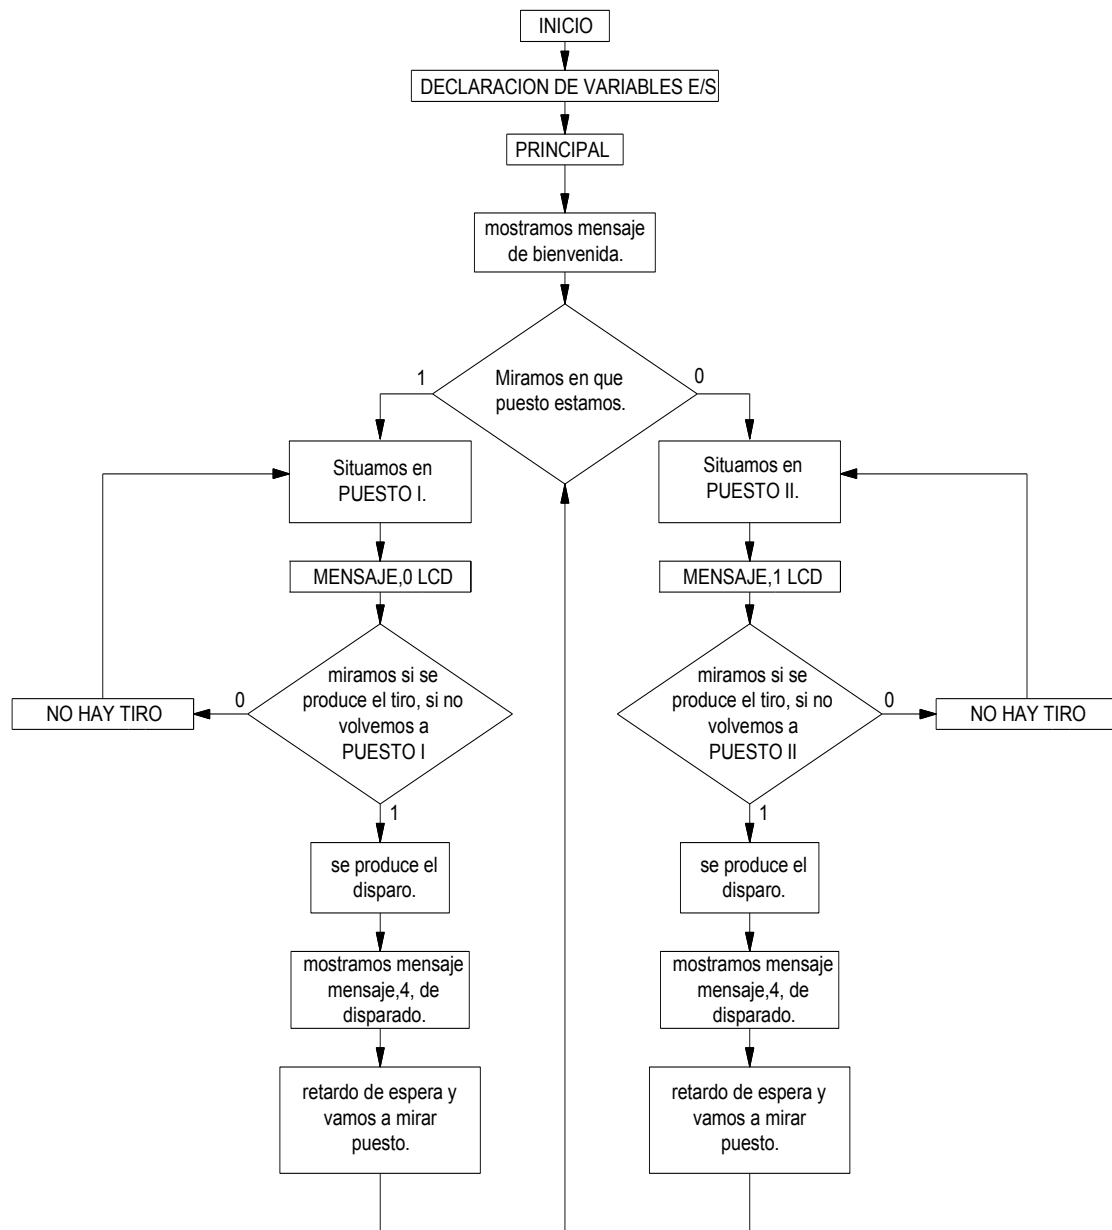 INICIO
DECLARACION DE VARIABLES E/S
PRINCIPAL
mostramos mensaje
de bienvenida.
Miramos en que
puesto estamos.
1
0
Situamos en
PUESTO I.
MENSAJE,0 LCD
miramos si se
produce el tiro, si no
volvemos a
PUESTO I
0
NO HAY TIRO
1
se produce el
disparo.
mostramos mensaje
mensaje,4, de
disparado.
retardo de espera y
vamos a mirar
puesto.
Situamos en
PUESTO II.
MENSAJE,1 LCD
miramos si se
produce el tiro, si no
volvemos a
PUESTO II
0
NO HAY TIRO
1
se produce el
disparo.
mostramos mensaje
mensaje,4, de
disparado.
retardo de espera y
vamos a mirar
puesto.